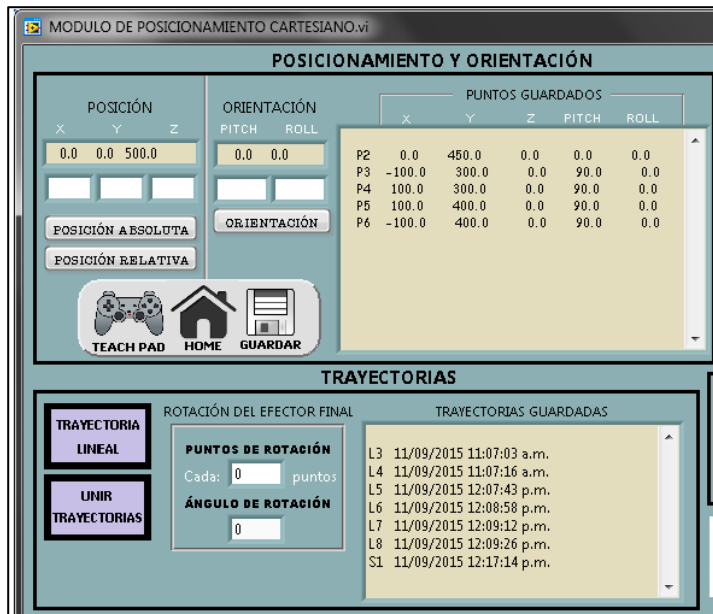 MODULO DE POSICIONAMIENTO CARTESIANO.vi
POSICIONAMIENTO Y ORIENTACIÓN
POSICIÓN
X Y Z
0.0 0.0 500.0
POSICIÓN ABSOLUTA
POSICIÓN RELATIVA
ORIENTACIÓN
PITCH ROLL
0.0 0.0
ORIENTACIÓN
TEACH PAD HOME GUARDAR
PUNTOS GUARDADOS
X Y Z PITCH ROLL
P2 0.0 450.0 0.0 0.0 0.0
P3 -100.0 300.0 0.0 90.0 0.0
P4 100.0 300.0 0.0 90.0 0.0
P5 100.0 400.0 0.0 90.0 0.0
P6 -100.0 400.0 0.0 90.0 0.0
TRAYECTORIAS
TRAYECTORIA
LINEAL
UNIR
TRAYECTORIAS
ROTACIÓN DEL EFECTOR FINAL
PUNTOS DE ROTACIÓN
Cada: 0 puntos
ÁNGULO DE ROTACIÓN
0
TRAYECTORIAS GUARDADAS
L3 11/09/2015 11:07:03 a.m.
L4 11/09/2015 11:07:16 a.m.
L5 11/09/2015 12:07:43 p.m.
L6 11/09/2015 12:08:58 p.m.
L7 11/09/2015 12:09:12 p.m.
L8 11/09/2015 12:09:26 p.m.
S1 11/09/2015 12:17:14 p.m.